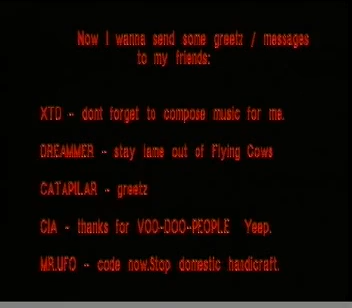 Now I wanna send some greetz / messages
to my friends:
XTD - dont forget to compose music for me.
DREAMMER - stay lame out of Flying Cows
CATAPILAR - greetz
CIA - thanks for VOO-DOO-PEOPLE Yeep.
MR.UFO - code now.Stop domestic handicraft.